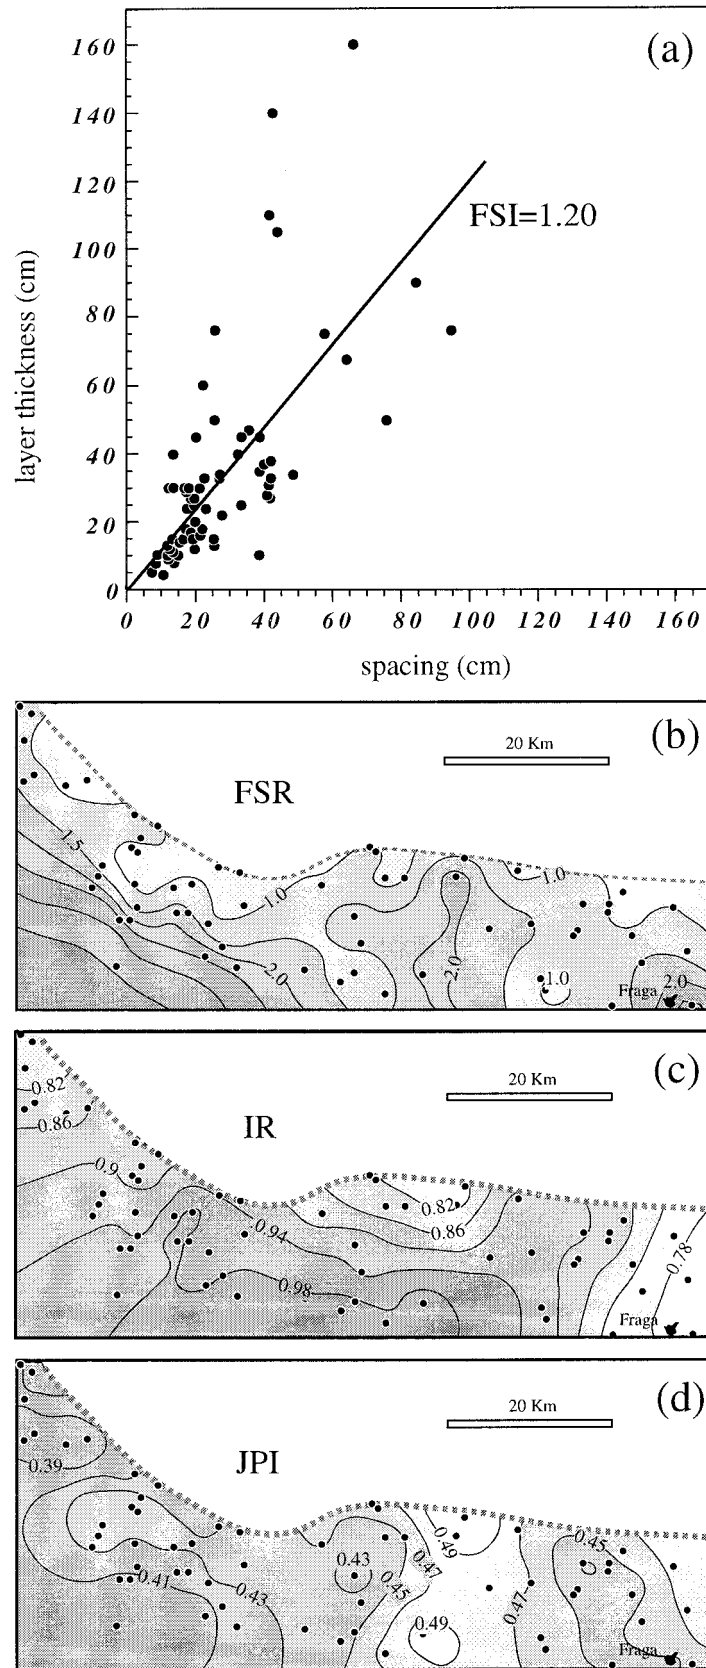 (a)
160
140
120
100
80
60
40
20
0
layer thickness (cm)
FSI=1.20
0 20 40 60 80 100 120 140 160
spacing (cm)
(b)
20 Km
FSR
1.5
1.0
1.0
2.0
2.0
1.0
Fraga
2.0
(c)
20 Km
IR
0.82
0.86
0.9
0.82
0.86
0.94
0.98
0.78
Fraga
(d)
20 Km
JPI
0.39
0.49
0.45
0.43
0.47
0.45
0.41
0.43
0.47
0.49
Fraga